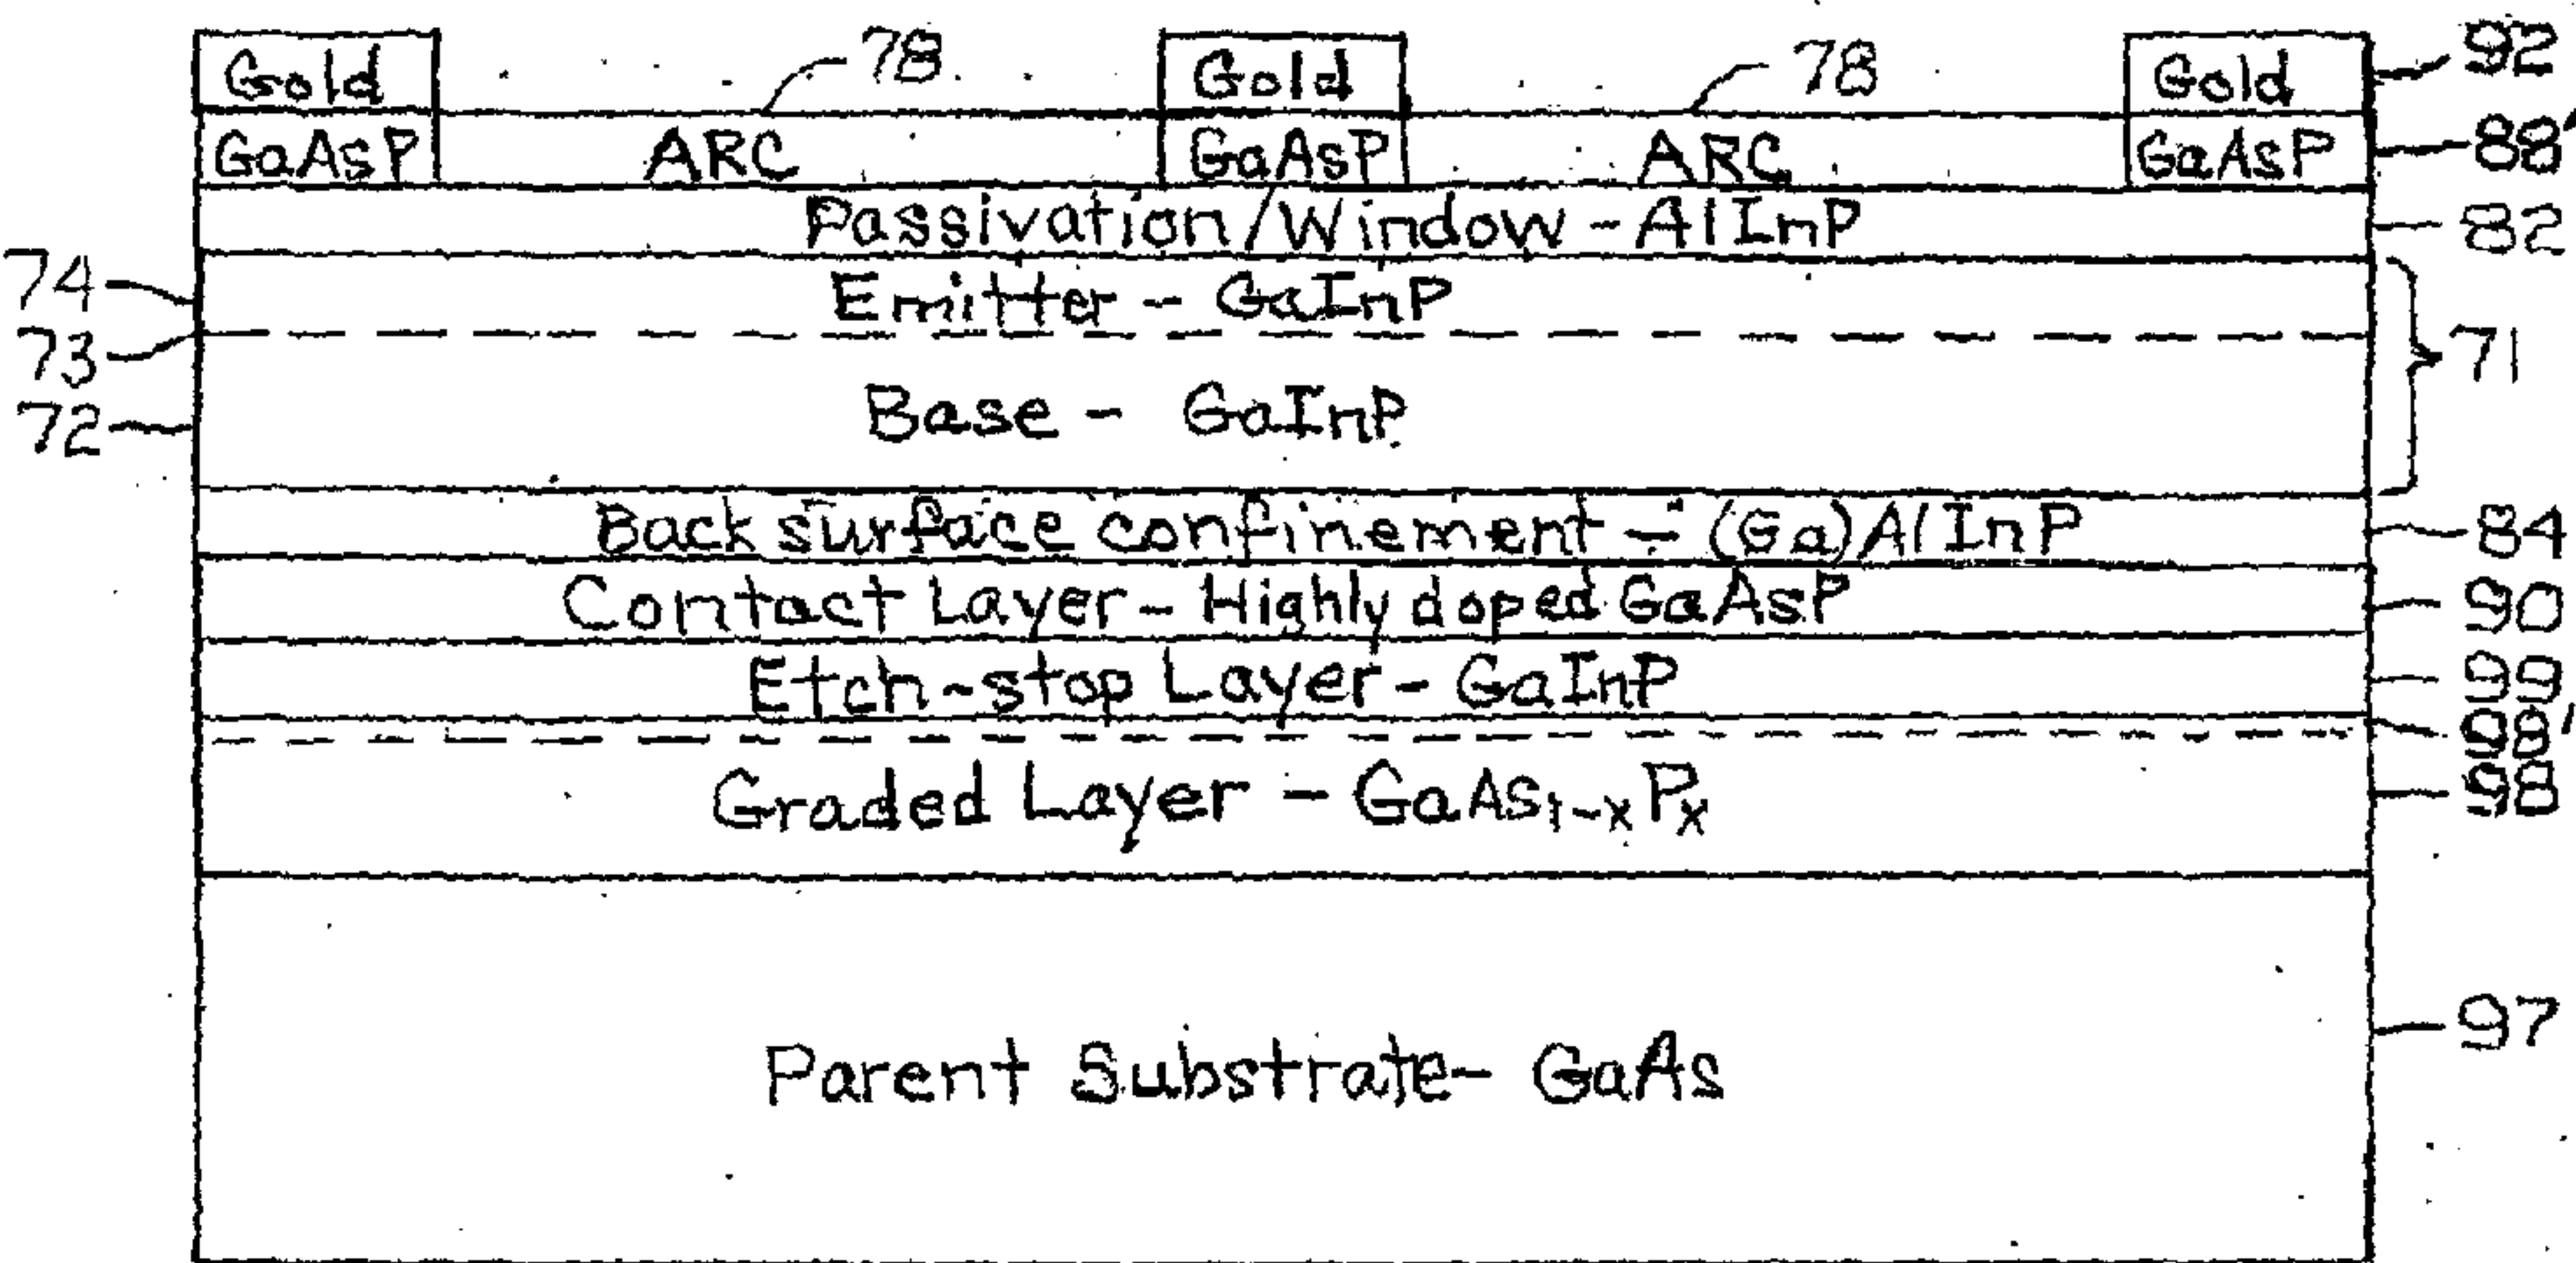 Gold 78 Gold 78 Gold 92
GaAsP ARC GaAsP ARC GaAsP 88'
Passivation/Window - AlInP 82
74 Emitter - GaInP
73 71
72 Base - GaInP
Back surface confinement - (Ga)AlInP 84
Contact Layer - Highly doped GaAsP 90
Etch-stop Layer - GaInP 99
98'
Graded Layer - GaAs₁₋ₓPₓ 98
Parent Substrate - GaAs 97